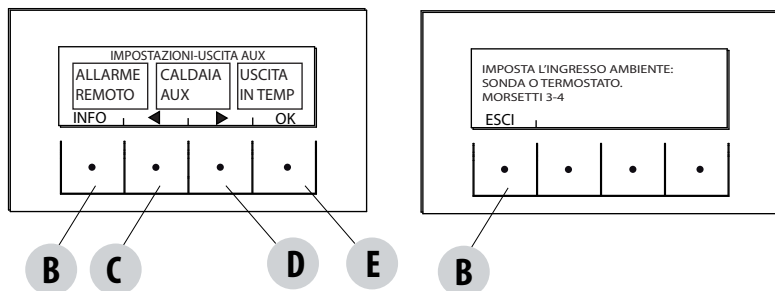 IMPOSTAZIONI-USCITA AUX
ALLARME REMOTO
CALDAIA AUX
USCITA IN TEMP
INFO ◀ ▶ OK
B C D E
IMPOSTA L'INGRESSO AMBIENTE:
SONDA O TERMOSTATO.
MORSETTI 3-4
ESCI
B